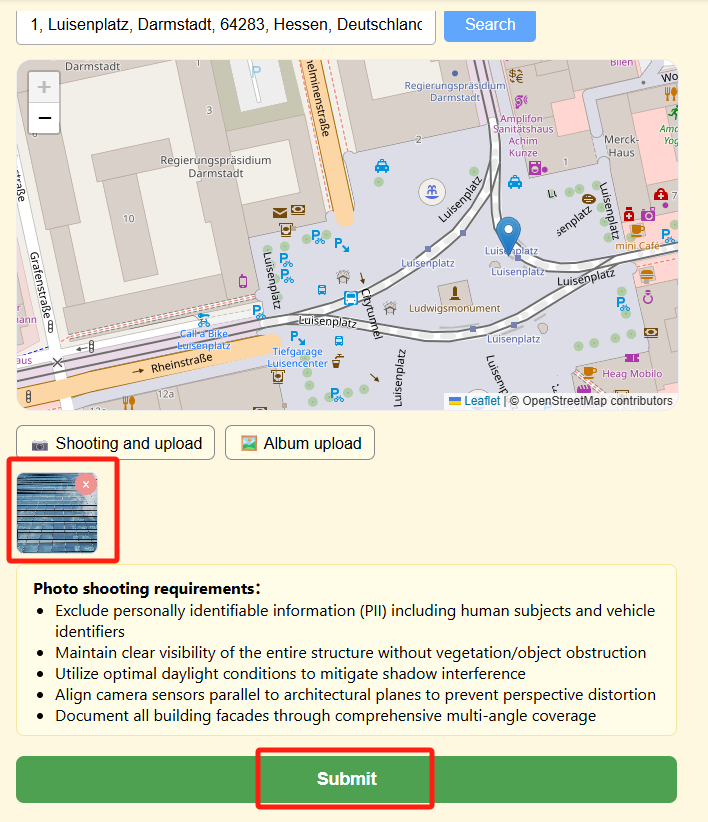 1, Luisenplatz, Darmstadt, 64283, Hessen, Deutschland
Search
Darmstadt
+
−
3
Regierungspräsidium
Darmstadt
10
Grafenstraße
Regierungspräsidium
Darmstadt
2
Bilen
Amplifon
Sanitätshaus
Achim
Kunze
1
Merck-
Haus
7
Luisenplatz
Luisenplatz
Luisenplatz
Luisenplatz
Luisenplatz
Luisenplatz
Luisenplatz
mini Café
Luisenplatz
Luisenplatz
Citytunnel
Ludwigsmonument
Luisenplatz
Luisenplatz
Call a Bike
Luisenplatz
Rheinstraße
Tiefgarage
Luisencenter
Luisenplatz
Heag Mobilo
12a
Leaflet | © OpenStreetMap contributors
Shooting and upload
Album upload
x
Photo shooting requirements：
• Exclude personally identifiable information (PII) including human subjects and vehicle
identifiers
• Maintain clear visibility of the entire structure without vegetation/object obstruction
• Utilize optimal daylight conditions to mitigate shadow interference
• Align camera sensors parallel to architectural planes to prevent perspective distortion
• Document all building facades through comprehensive multi-angle coverage
Submit